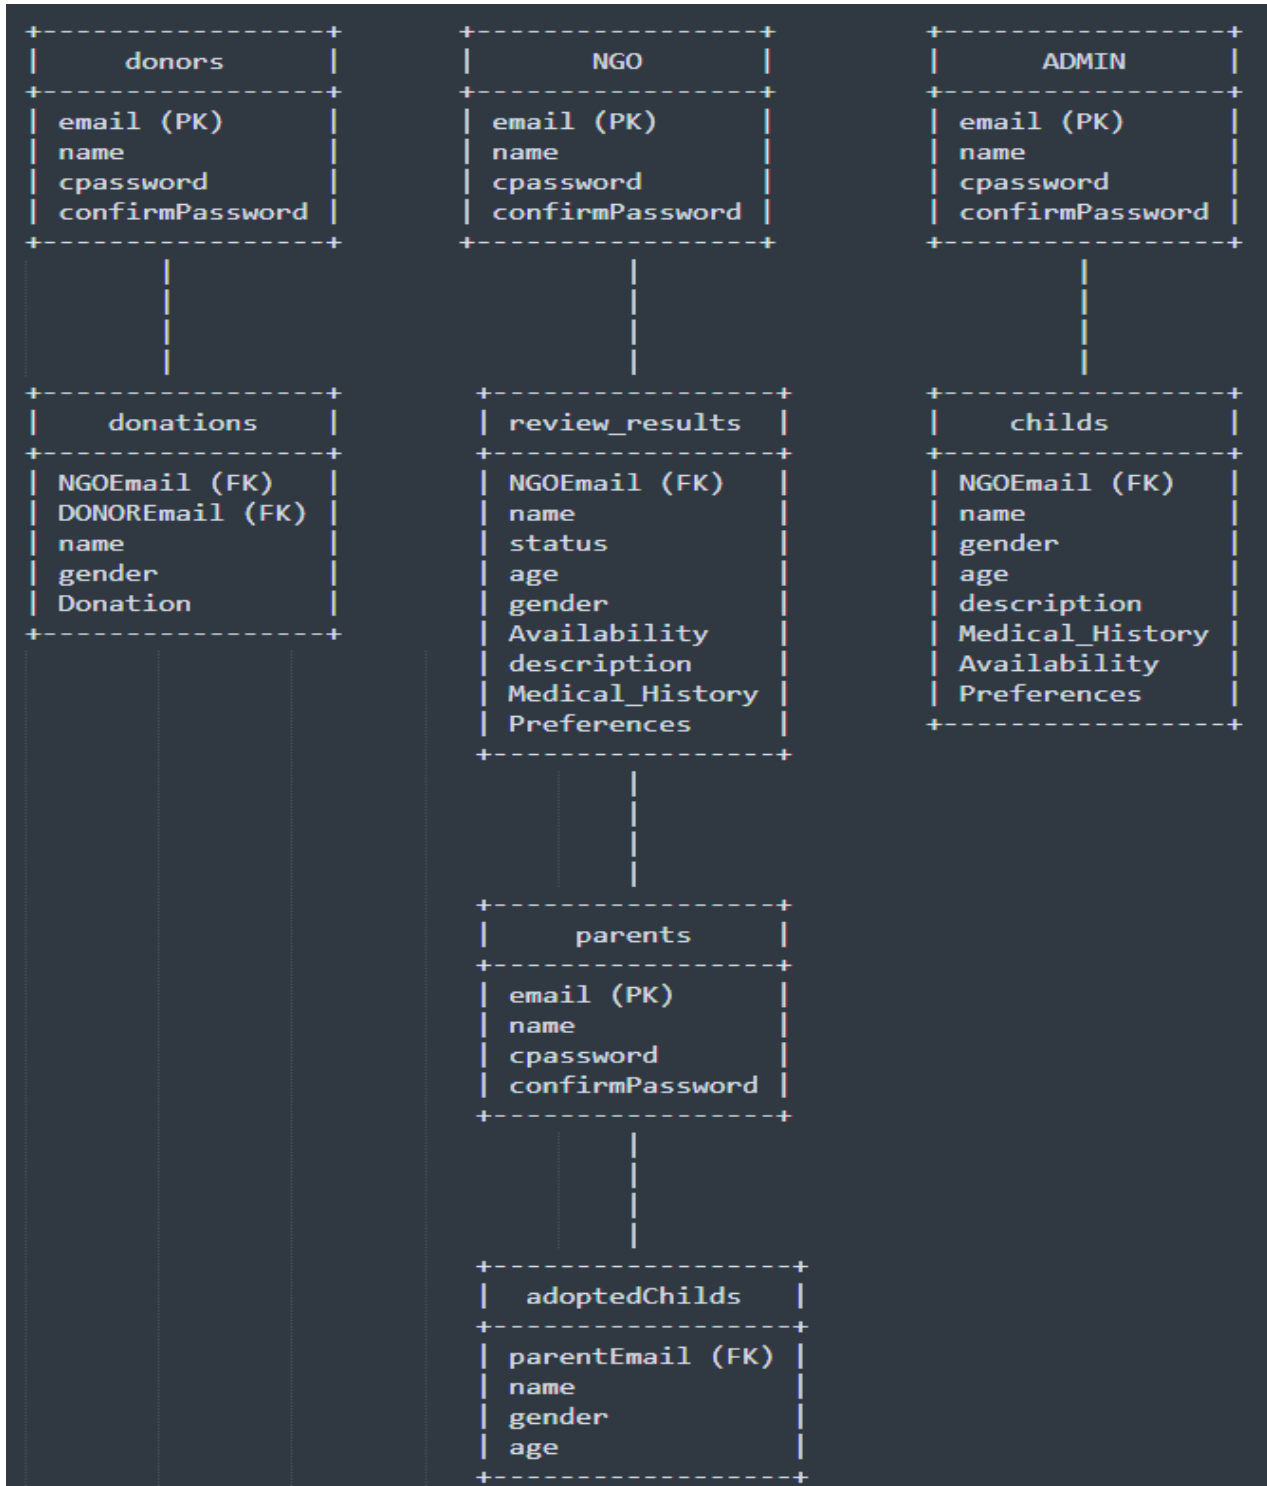 donors
email (PK)
name
cpassword
confirmPassword
NGO
email (PK)
name
cpassword
confirmPassword
ADMIN
email (PK)
name
cpassword
confirmPassword
donations
NGOEmail (FK)
DONOREmail (FK)
name
gender
Donation
review_results
NGOEmail (FK)
name
status
age
gender
Availability
description
Medical_History
Preferences
childs
NGOEmail (FK)
name
gender
age
description
Medical_History
Availability
Preferences
parents
email (PK)
name
cpassword
confirmPassword
adoptedChilds
parentEmail (FK)
name
gender
age